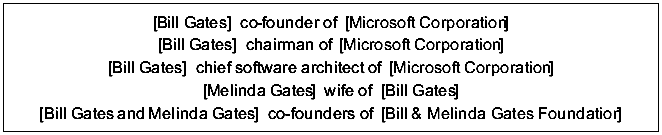 [Bill Gates] co-founder of [Microsoft Corporation]
[Bill Gates] chairman of [Microsoft Corporation]
[Bill Gates] chief software architect of [Microsoft Corporation]
[Melinda Gates] wife of [Bill Gates]
[Bill Gates and Melinda Gates] co-founders of [Bill & Melinda Gates Foundation]